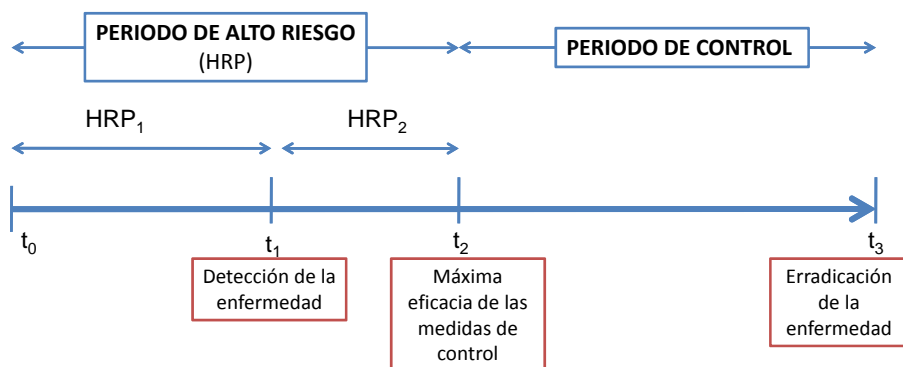 PERIODO DE ALTO RIESGO
(HRP)
PERIODO DE CONTROL
HRP₁
HRP₂
t₀
t₁
t₂
t₃
Detección de la
enfermedad
Máxima
eficacia de las
medidas de
control
Erradicación
de la
enfermedad